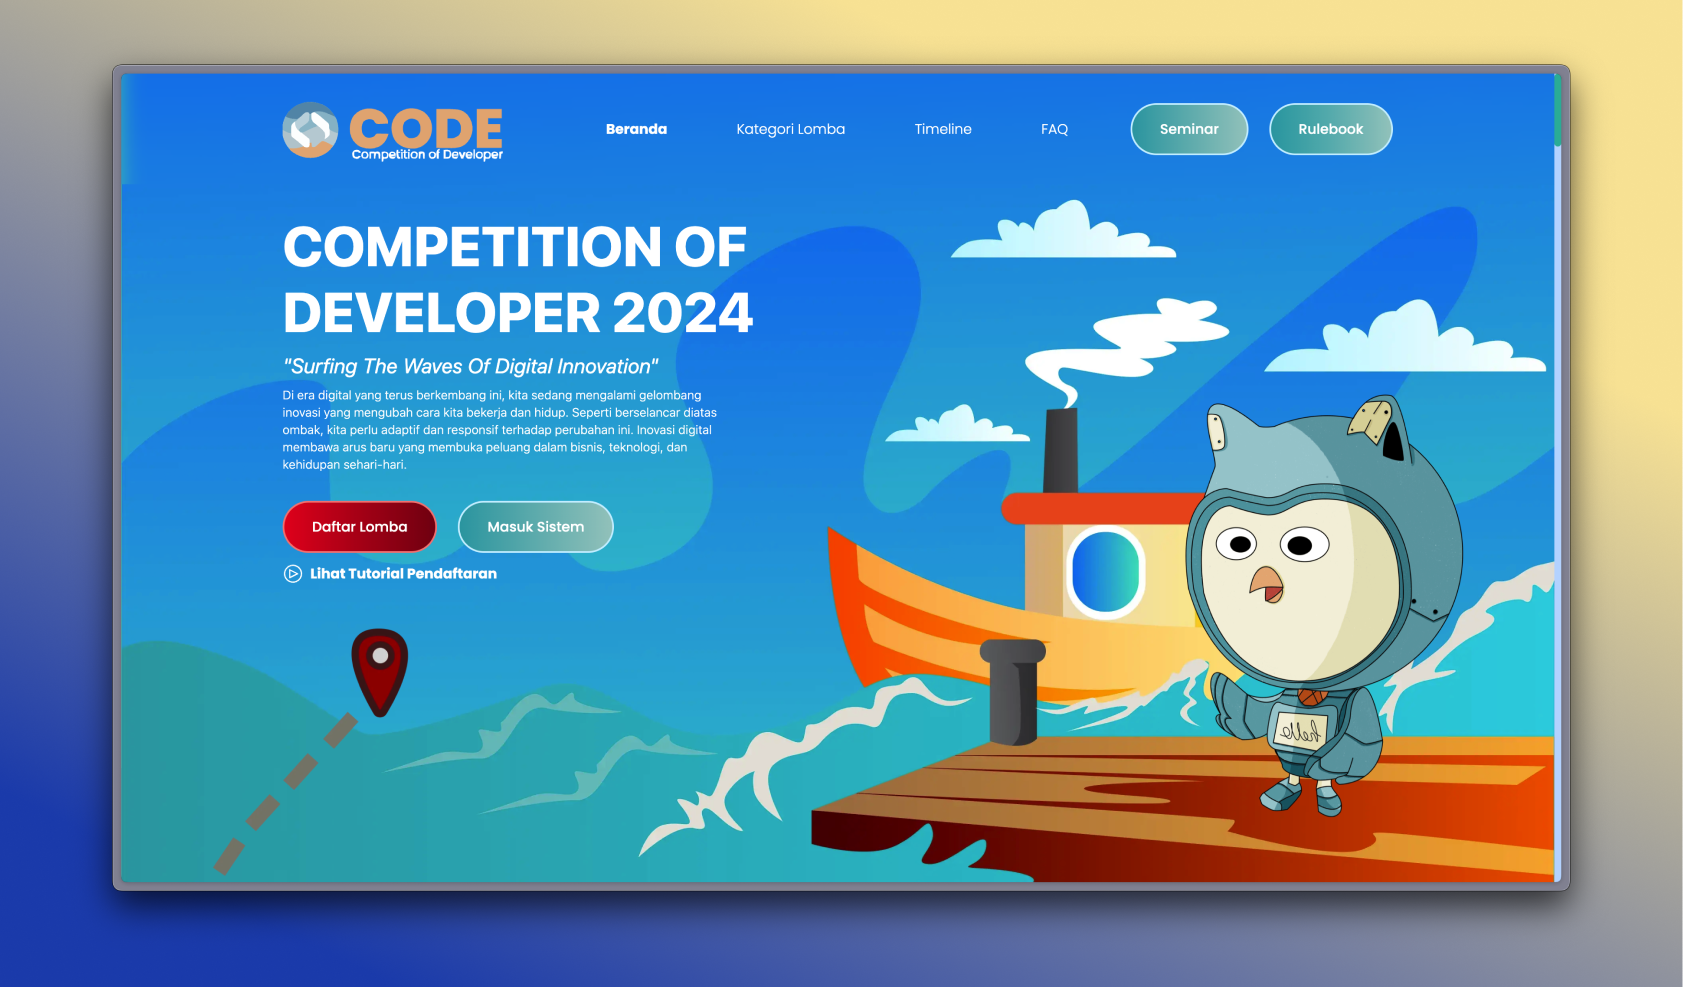 CODE
Competition of Developer
Beranda
Kategori Lomba
Timeline
FAQ
Seminar
Rulebook
COMPETITION OF
DEVELOPER 2024
"Surfing The Waves Of Digital Innovation"
Di era digital yang terus berkembang ini, kita sedang mengalami gelombang
inovasi yang mengubah cara kita bekerja dan hidup. Seperti berselancar diatas
ombak, kita perlu adaptif dan responsif terhadap perubahan ini. Inovasi digital
membawa arus baru yang membuka peluang dalam bisnis, teknologi, dan
kehidupan sehari-hari.
Daftar Lomba
Masuk Sistem
Lihat Tutorial Pendaftaran
hello